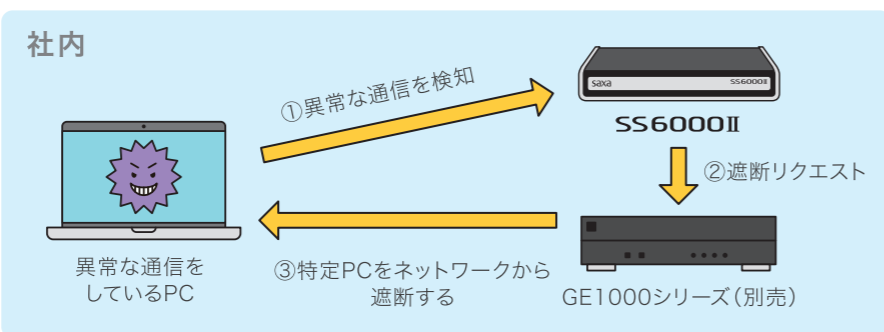 社内
①異常な通信を検知
saxa
SS6000Ⅱ
SS6000Ⅱ
②遮断リクエスト
異常な通信を
しているPC
③特定PCをネットワークから
遮断する
GE1000シリーズ（別売）